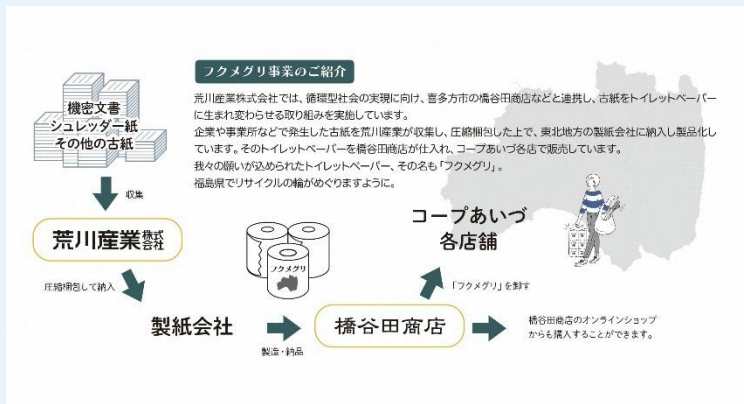 フクメグリ事業のご紹介
荒川産業株式会社では、循環型社会の実現に向け、喜多方市の橋谷田商店などと連携し、古紙をトイレットペーパー
に生まれ変わらせる取り組みを実施しています。
企業や事業所などで発生した古紙を荒川産業が収集し、圧縮梱包した上で、東北地方の製紙会社に納入し製品化し
ています。そのトイレットペーパーを橋谷田商店が仕入れ、コープあいづ各店で販売しています。
我々の願いが込められたトイレットペーパー、その名も「フクメグリ」。
福島県でリサイクルの輪がめぐりますように。
機密文書
シュレッダー紙
その他の古紙
収集
荒川産業株式会社
圧縮梱包して納入
製紙会社
製造・納品
フクメグリ
橋谷田商店
「フクメグリ」を卸す
コープあいづ
各店舗
橋谷田商店のオンラインショップ
からも購入することができます。